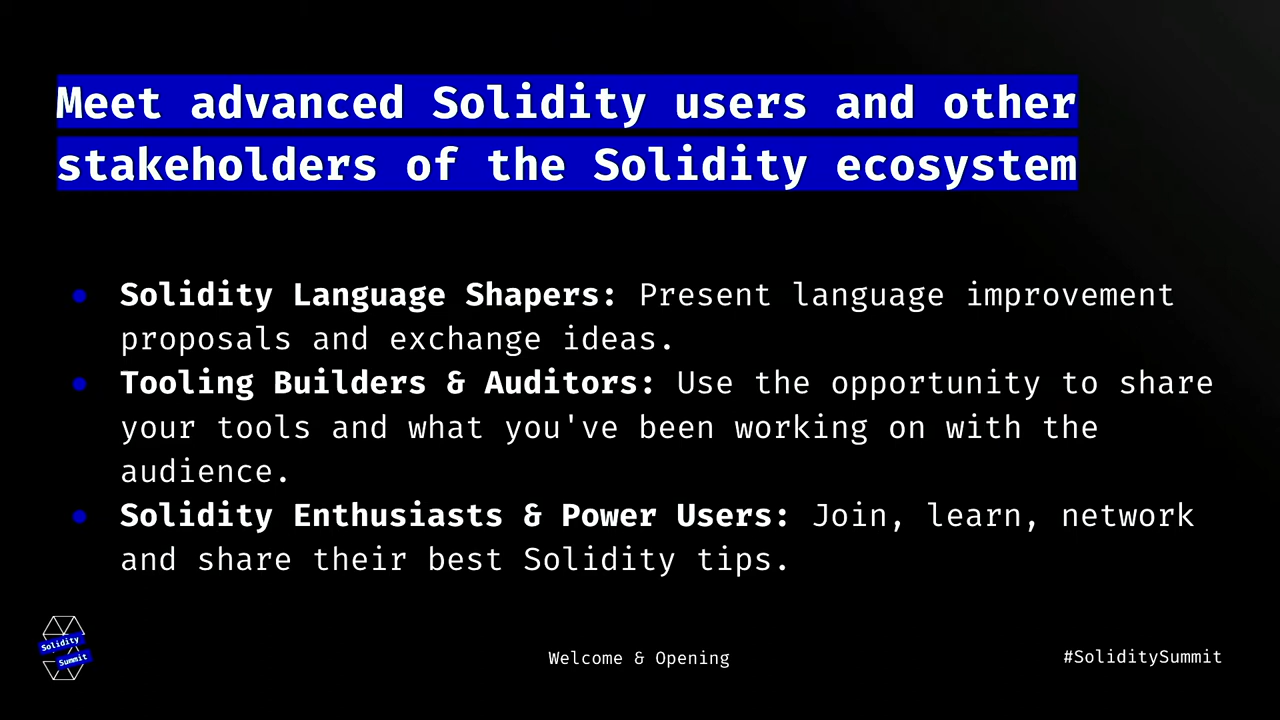 Meet advanced Solidity users and other
stakeholders of the Solidity ecosystem
● Solidity Language Shapers: Present language improvement
proposals and exchange ideas.
● Tooling Builders & Auditors: Use the opportunity to share
your tools and what you've been working on with the
audience.
● Solidity Enthusiasts & Power Users: Join, learn, network
and share their best Solidity tips.
Solidity
Summit
Welcome & Opening
#SoliditySummit